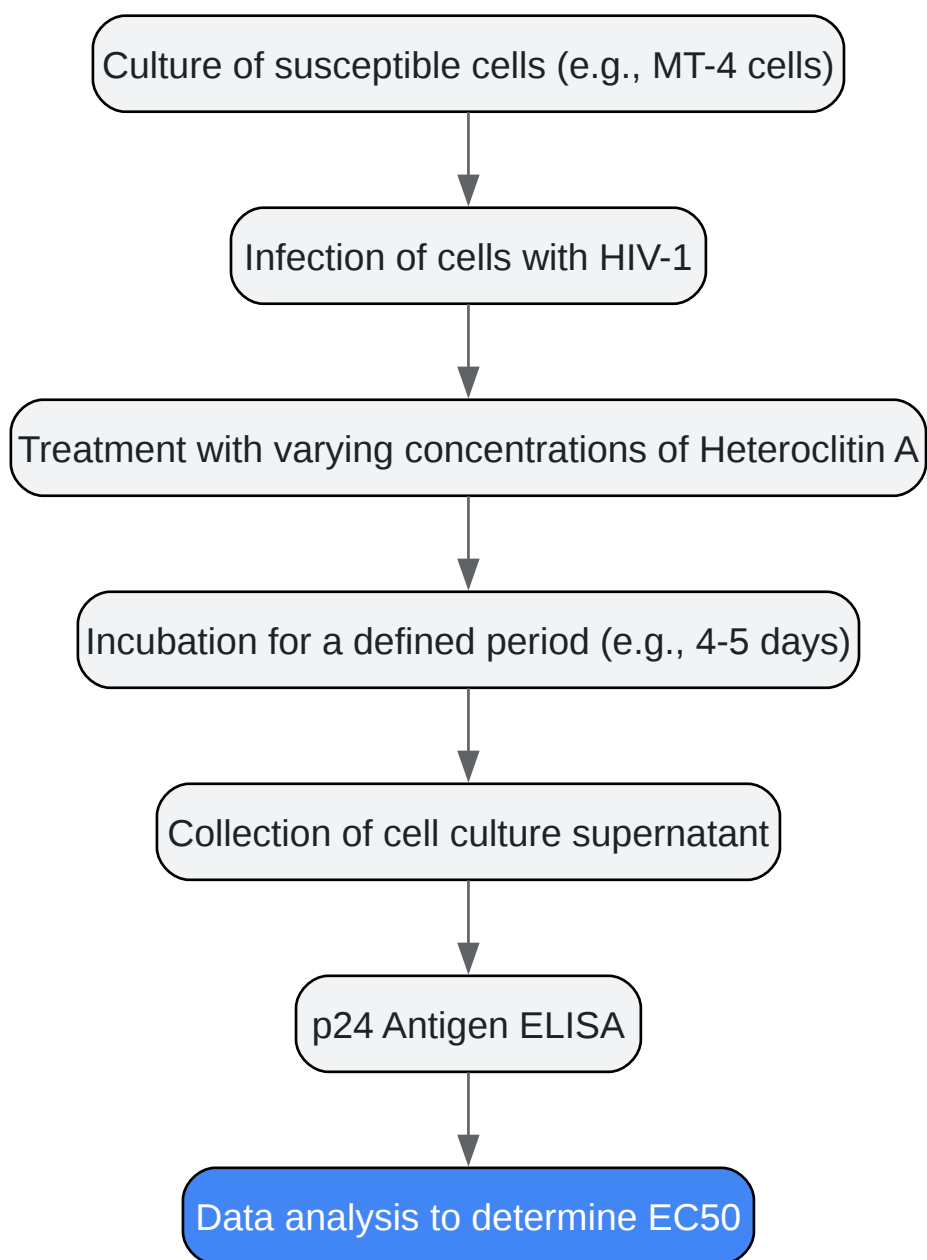 Culture of susceptible cells (e.g., MT-4 cells)
Infection of cells with HIV-1
Treatment with varying concentrations of Heteroclitin A
Incubation for a defined period (e.g., 4-5 days)
Collection of cell culture supernatant
p24 Antigen ELISA
Data analysis to determine EC50